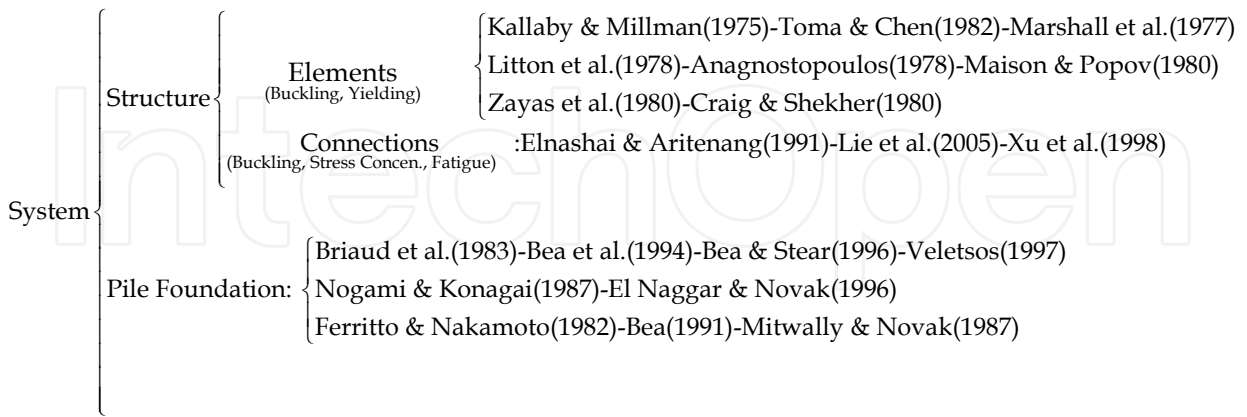 Kallaby & Millman(1975)-Toma & Chen(1982)-Marshall et al.(1977)
Elements
(Buckling, Yielding)
Litton et al.(1978)-Anagnostopoulos(1978)-Maison & Popov(1980)
Structure
Zayas et al.(1980)-Craig & Shekher(1980)
Connections
(Buckling, Stress Concen., Fatigue)
:Elnashai & Aritenang(1991)-Lie et al.(2005)-Xu et al.(1998)
IntechOpen
System
Briaud et al.(1983)-Bea et al.(1994)-Bea & Stear(1996)-Veletsos(1997)
Pile Foundation:
Nogami & Konagai(1987)-El Naggar & Novak(1996)
Ferritto & Nakamoto(1982)-Bea(1991)-Mitwally & Novak(1987)